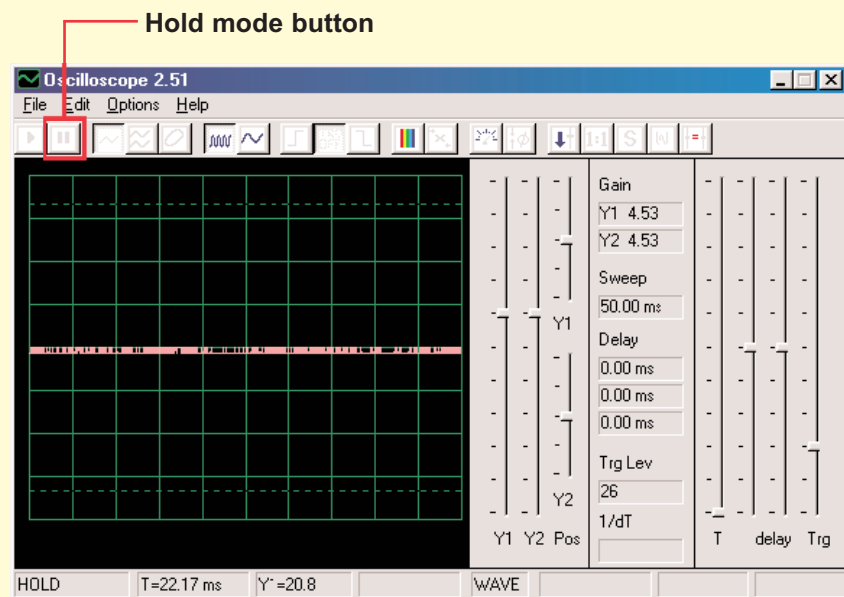 Hold mode button
Oscilloscope 2.51
File Edit Options Help
1:1 S
Gain
Y1 4.53
Y2 4.53
Sweep
50.00 ms
Y1
Delay
0.00 ms
0.00 ms
0.00 ms
Trg Lev
26
Y2
1/dT
Y1 Y2 Pos
T delay Trg
HOLD T=22.17 ms Y~=20.8 WAVE